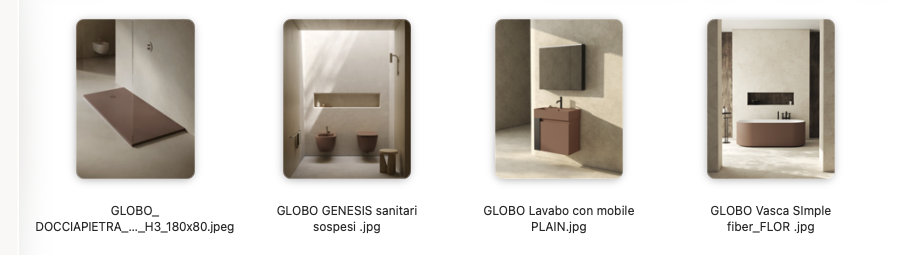 GLOBO_
DOCCIAPIETRA_..._H3_180x80.jpeg
GLOBO GENESIS sanitari
sospesi .jpg
GLOBO Lavabo con mobile
PLAIN.jpg
GLOBO Vasca SImple
fiber_FLOR .jpg